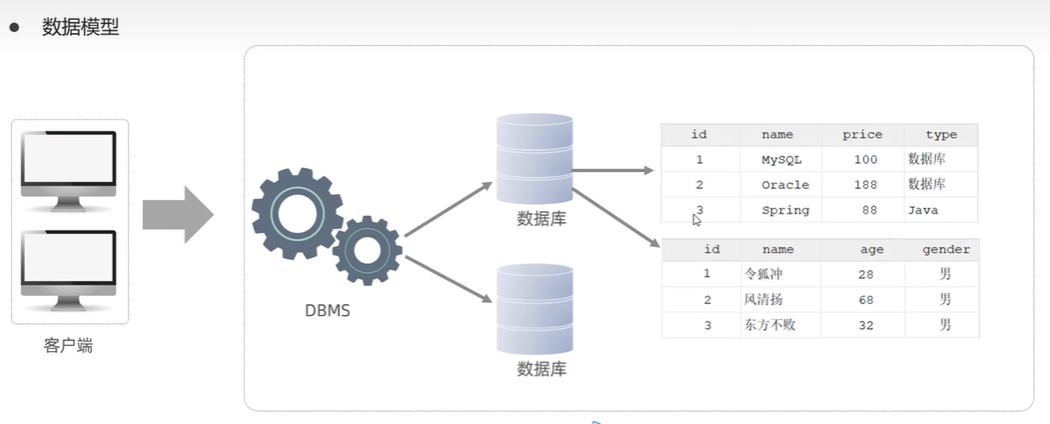 数据模型
客户端
DBMS
数据库
数据库
id name price type
1 MySQL 100 数据库
2 Oracle 188 数据库
3 Spring 88 Java
id name age gender
1 令狐冲 28 男
2 风清扬 68 男
3 东方不败 32 男